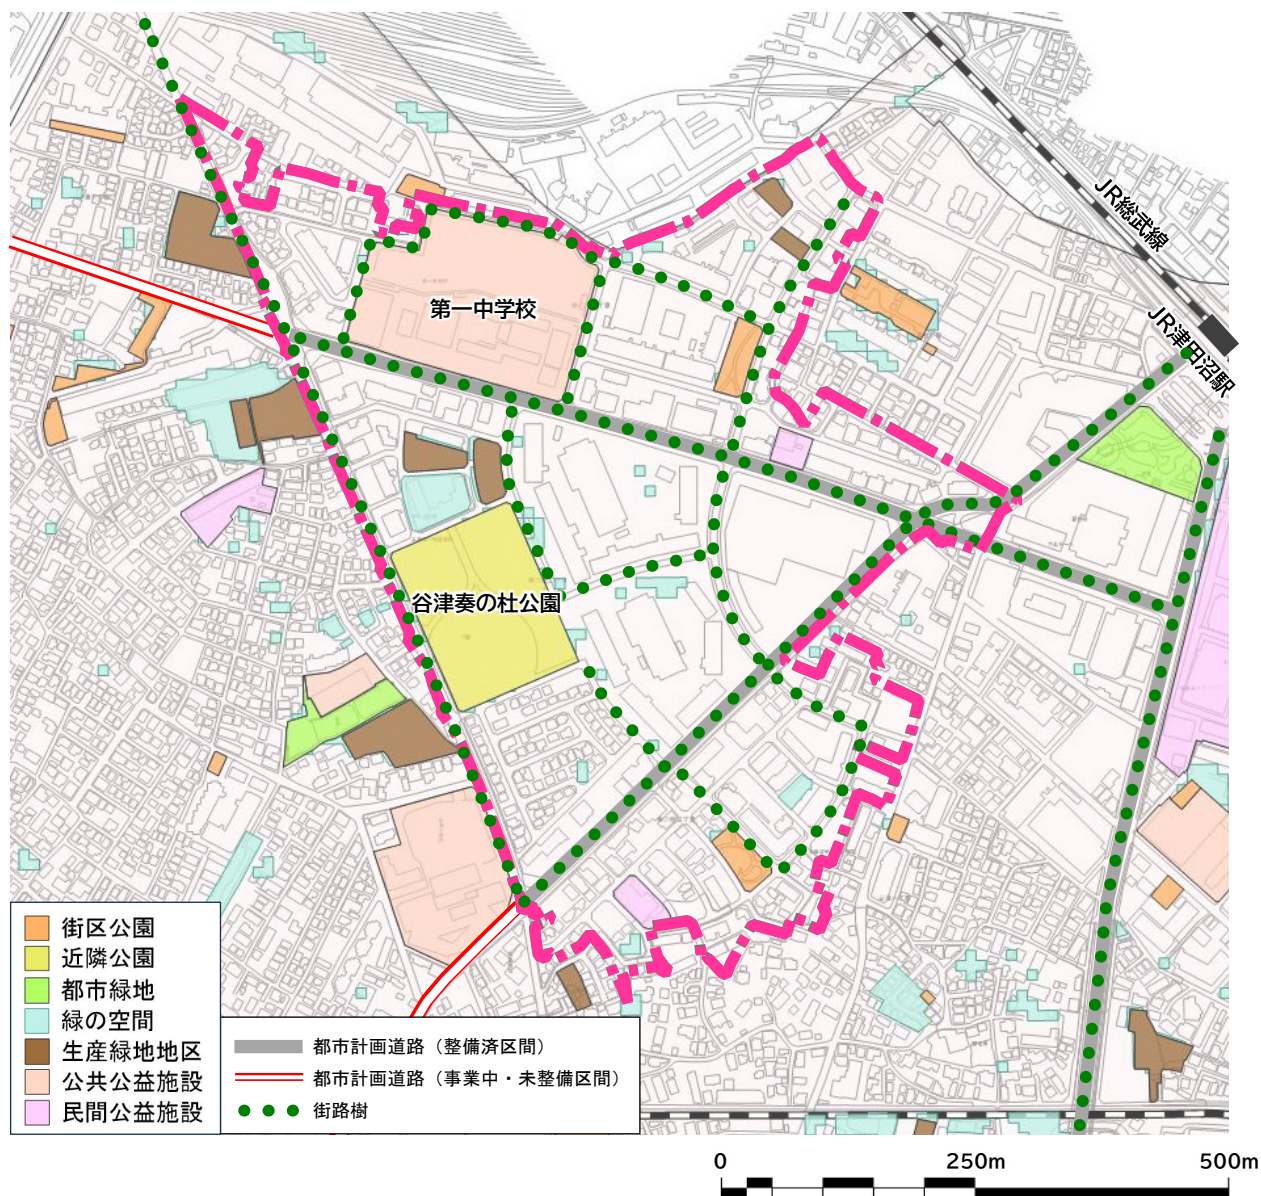 JR総武線
JR津田沼駅
第一中学校
谷津奏の杜公園
街区公園
近隣公園
都市緑地
緑の空間
生産緑地地区
公共公益施設
民間公益施設
都市計画道路（整備済区間）
都市計画道路（事業中・未整備区間）
街路樹
0 250m 500m